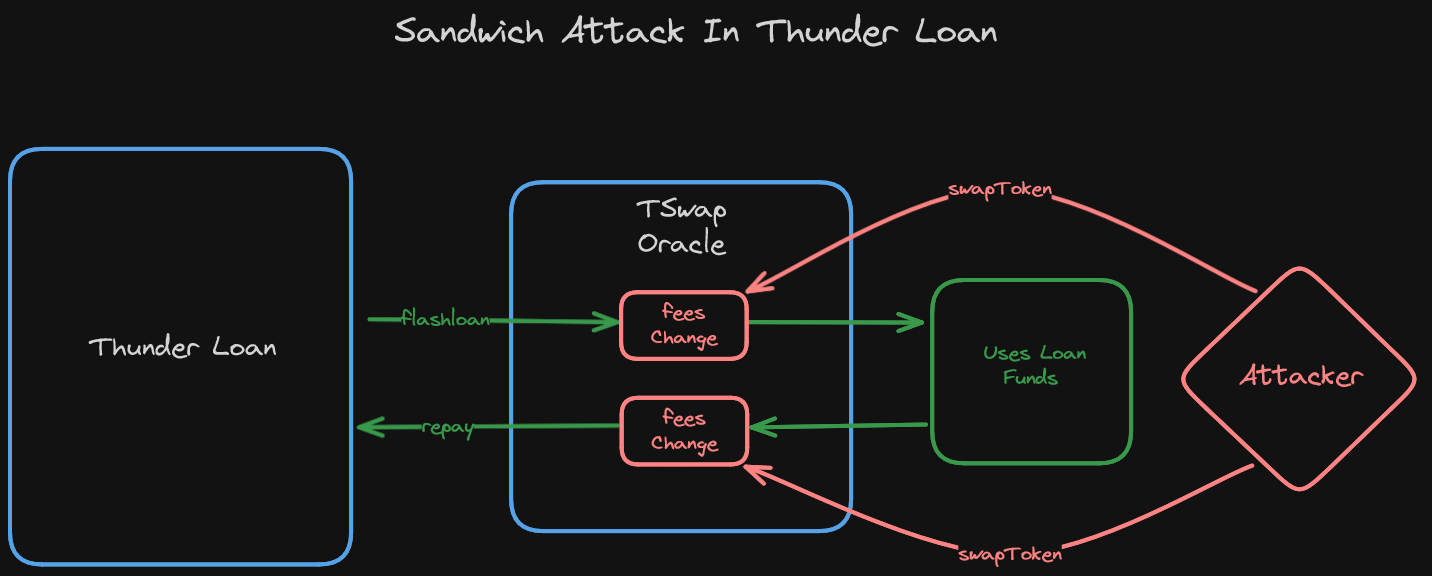 Sandwich Attack In Thunder Loan
swapToken
TSwap
Oracle
flashloan
fees
Change
Thunder Loan
Uses Loan
Funds
Attacker
repay
fees
Change
swapToken